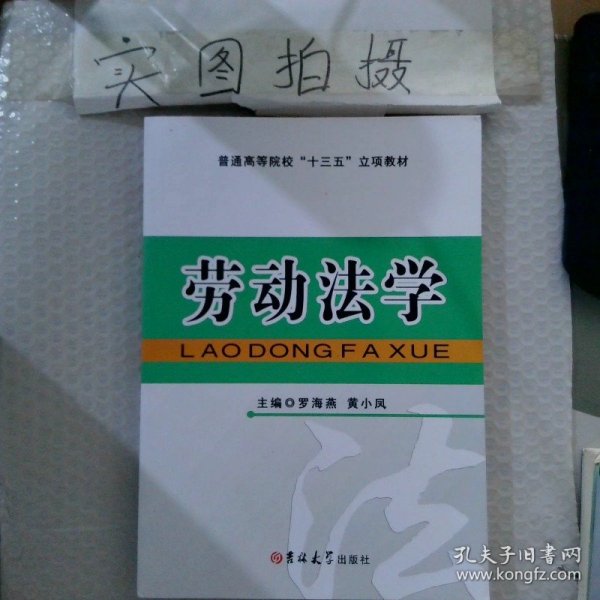 实图拍摄
普通高等院校“十三五”立项教材
劳动法学
LAODONG FA XUE
主编◎罗海燕 黄小凤
法
吉林大学出版社
孔夫子旧书网
www.kongfz.com